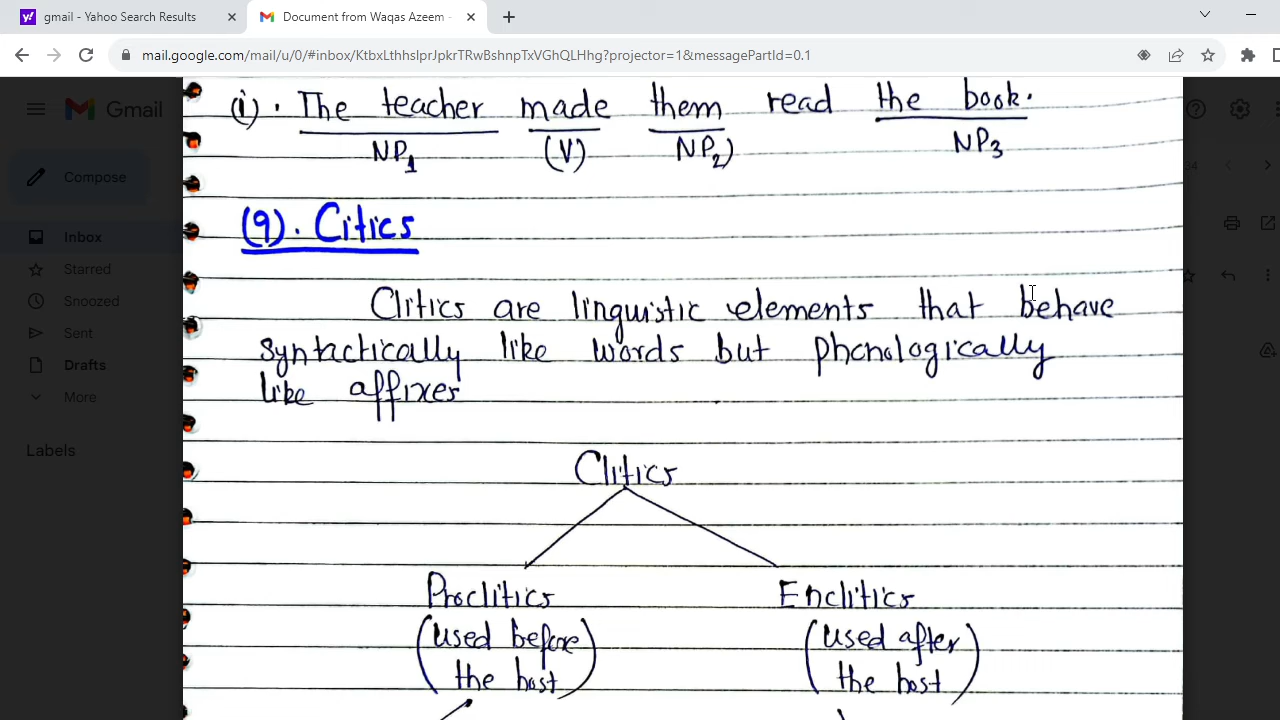 gmail - Yahoo Search Results
Document from Waqas Azeem -
mail.google.com/mail/u/0/#inbox/KtbxLthhslprJpkrTRwBshnpTxVGhQLHhg?projector=1&messagePartId=0.1
Gmail
Compose
Inbox
Starred
Snoozed
Sent
Drafts
More
Labels
34
(i). The teacher made them read the book.
NP1 (V) NP2) NP3
(9). Citics
Clitics are linguistic elements that behave
syntactically like words but phonologically
like affixes
Clitics
Proclitics Enclitics
(used before (used after
the host) the host)